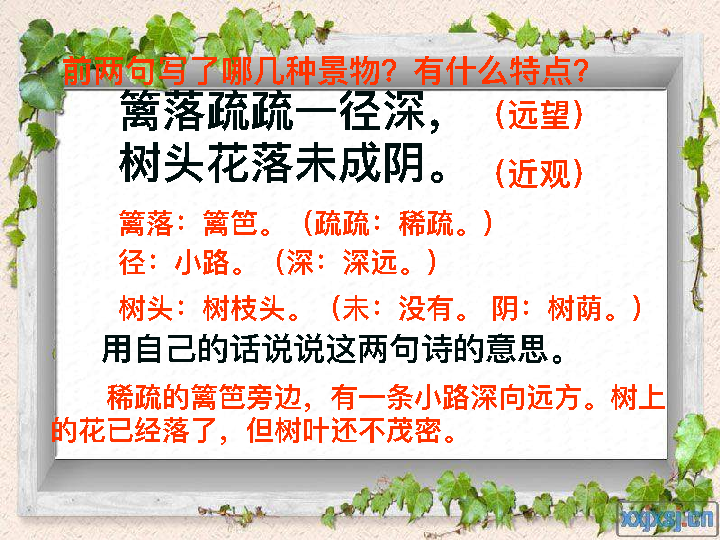 前两句写了哪几种景物？有什么特点？
篱落疏疏一径深，（远望）
树头花落未成阴。（近观）
篱落：篱笆。（疏疏：稀疏。）
径：小路。（深：深远。）
树头：树枝头。（未：没有。 阴：树荫。）
用自己的话说说这两句诗的意思。
稀疏的篱笆旁边，有一条小路深向远方。树上
的花已经落了，但树叶还不茂密。
xxjxsj.cn